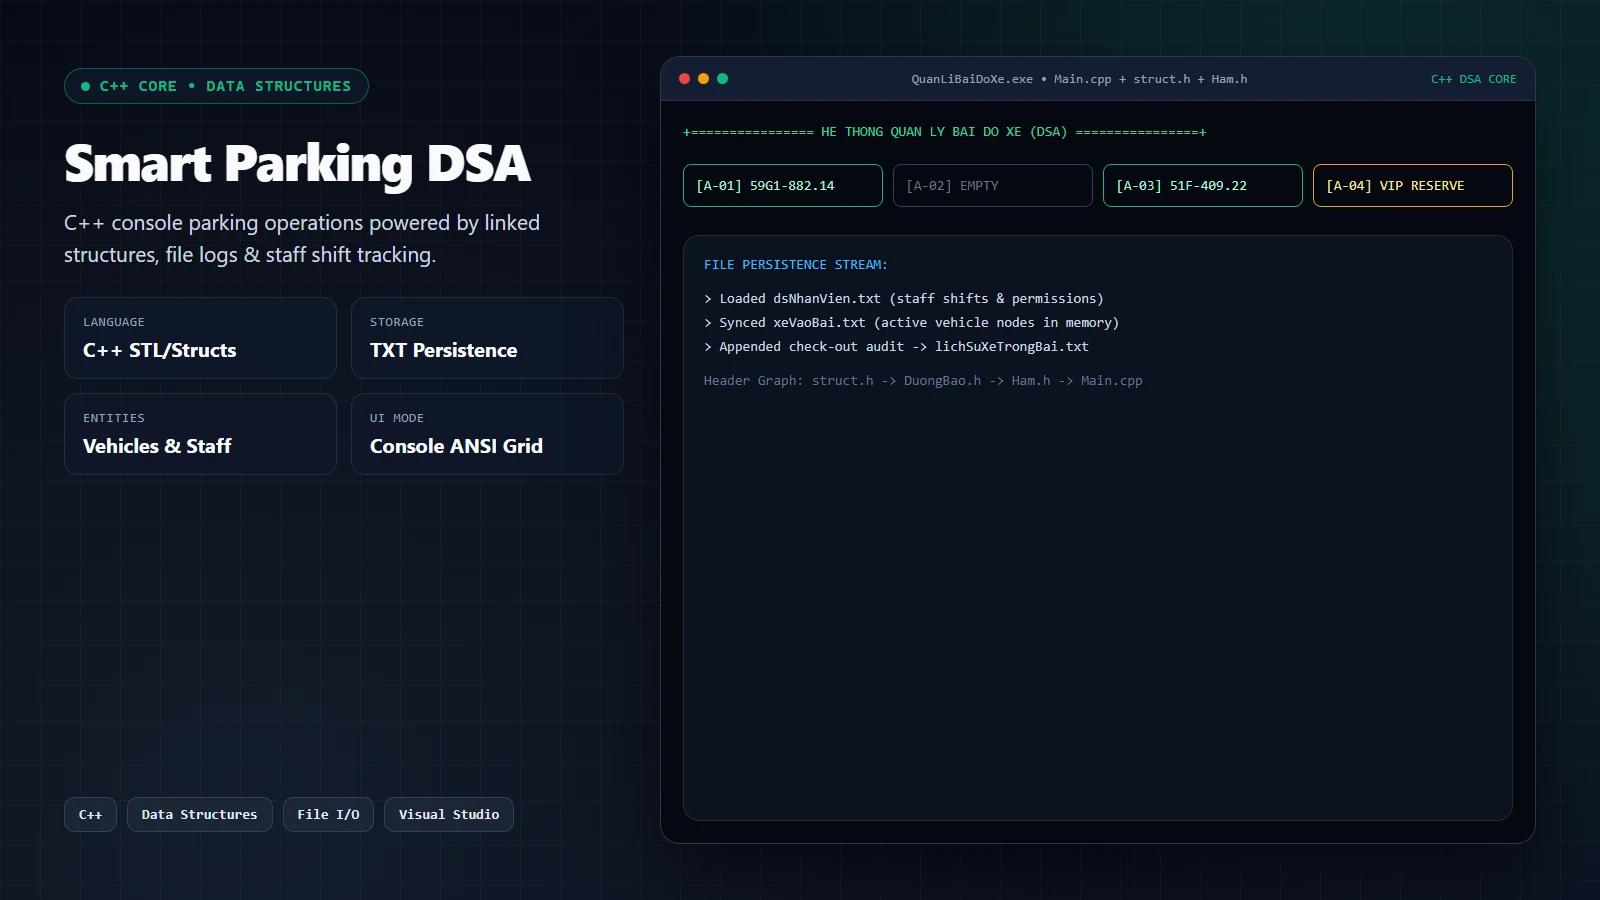 C++ CORE • DATA STRUCTURES
Smart Parking DSA
C++ console parking operations powered by linked
structures, file logs & staff shift tracking.
LANGUAGE
C++ STL/Structs
STORAGE
TXT Persistence
ENTITIES
Vehicles & Staff
UI MODE
Console ANSI Grid
C++
Data Structures
File I/O
Visual Studio
QuanLiBaiDoXe.exe • Main.cpp + struct.h + Ham.h
C++ DSA CORE
+================ HE THONG QUAN LY BAI DO XE (DSA) ================+
[A-01] 59G1-882.14
[A-02] EMPTY
[A-03] 51F-409.22
[A-04] VIP RESERVE
FILE PERSISTENCE STREAM:
> Loaded dsNhanVien.txt (staff shifts & permissions)
> Synced xeVaoBai.txt (active vehicle nodes in memory)
> Appended check-out audit -> lichSuXeTrongBai.txt
Header Graph: struct.h -> DuongBao.h -> Ham.h -> Main.cpp